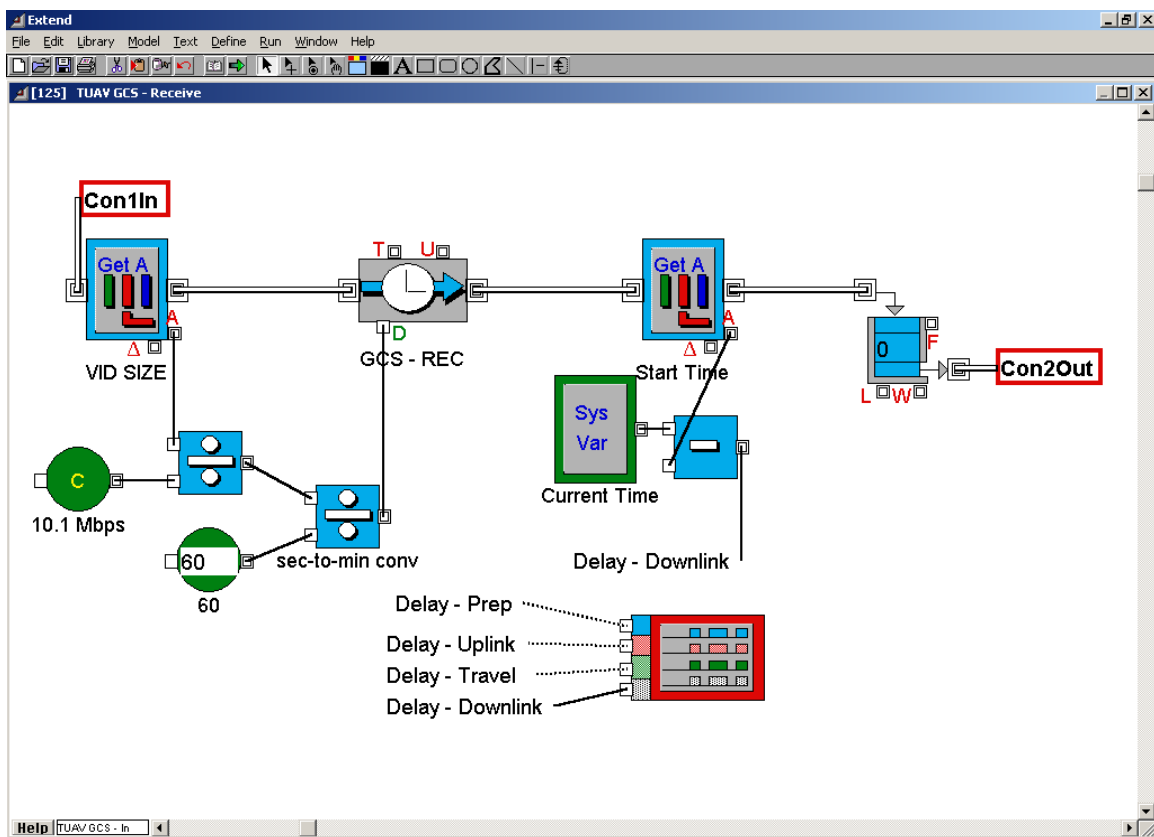 Extend
File Edit Library Model Text Define Run Window Help
A
[125] TUAV GCS - Receive
Con1In
Get A
A
Δ
VID SIZE
T U
D
GCS - REC
Get A
A
Δ
Start Time
0
F
L W
Con2Out
Sys
Var
Current Time
C
10.1 Mbps
60
60
sec-to-min conv
Delay - Downlink
Delay - Prep
Delay - Uplink
Delay - Travel
Delay - Downlink
Help TUAV GCS - In